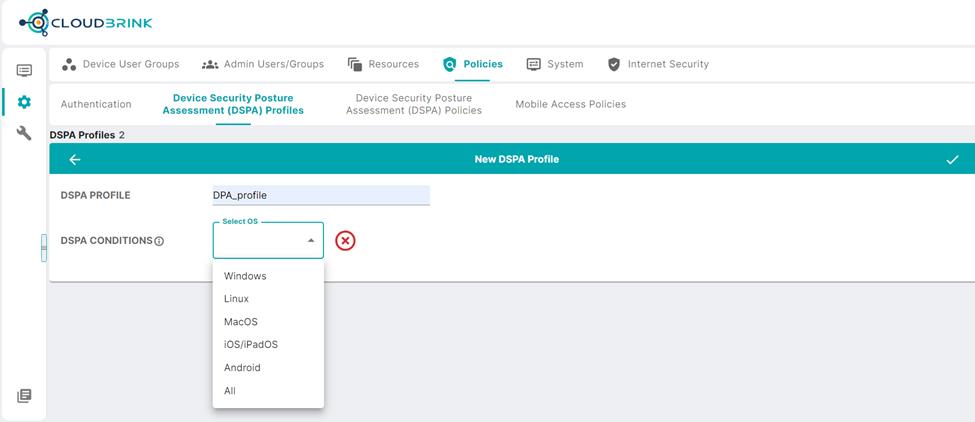 CLOUDBRINK
Device User Groups
Admin Users/Groups
Resources
Policies
System
Internet Security
Authentication
Device Security Posture
Assessment (DSPA) Profiles
Device Security Posture
Assessment (DSPA) Policies
Mobile Access Policies
DSPA Profiles 2
New DSPA Profile
DSPA PROFILE
DPA_profile
DSPA CONDITIONS
Select OS
Windows
Linux
MacOS
iOS/iPadOS
Android
All